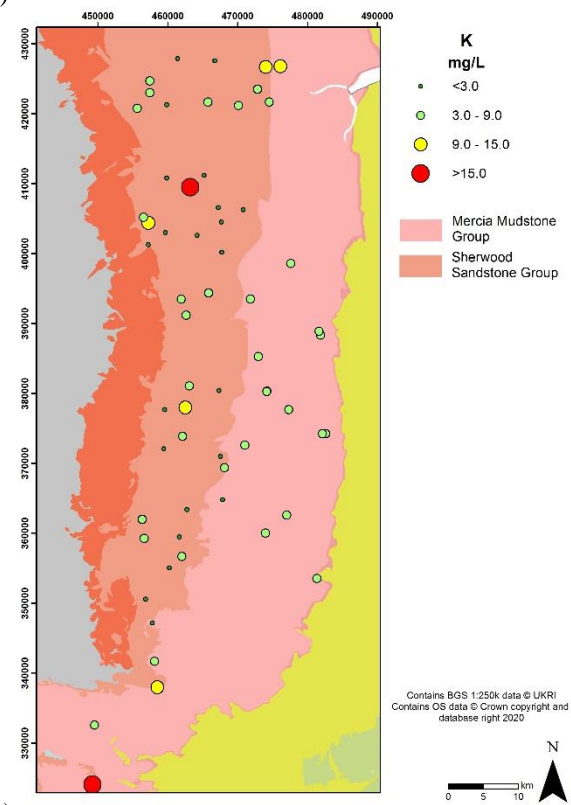 )
450000 460000 470000 480000 490000
430000
420000
410000
400000
390000
380000
370000
360000
350000
340000
330000
K
mg/L
<3.0
3.0 - 9.0
9.0 - 15.0
>15.0
Mercia Mudstone
Group
Sherwood
Sandstone Group
Contains BGS 1:250k data © UKRI
Contains OS data © Crown copyright and
database right 2020
N
km
0 5 10